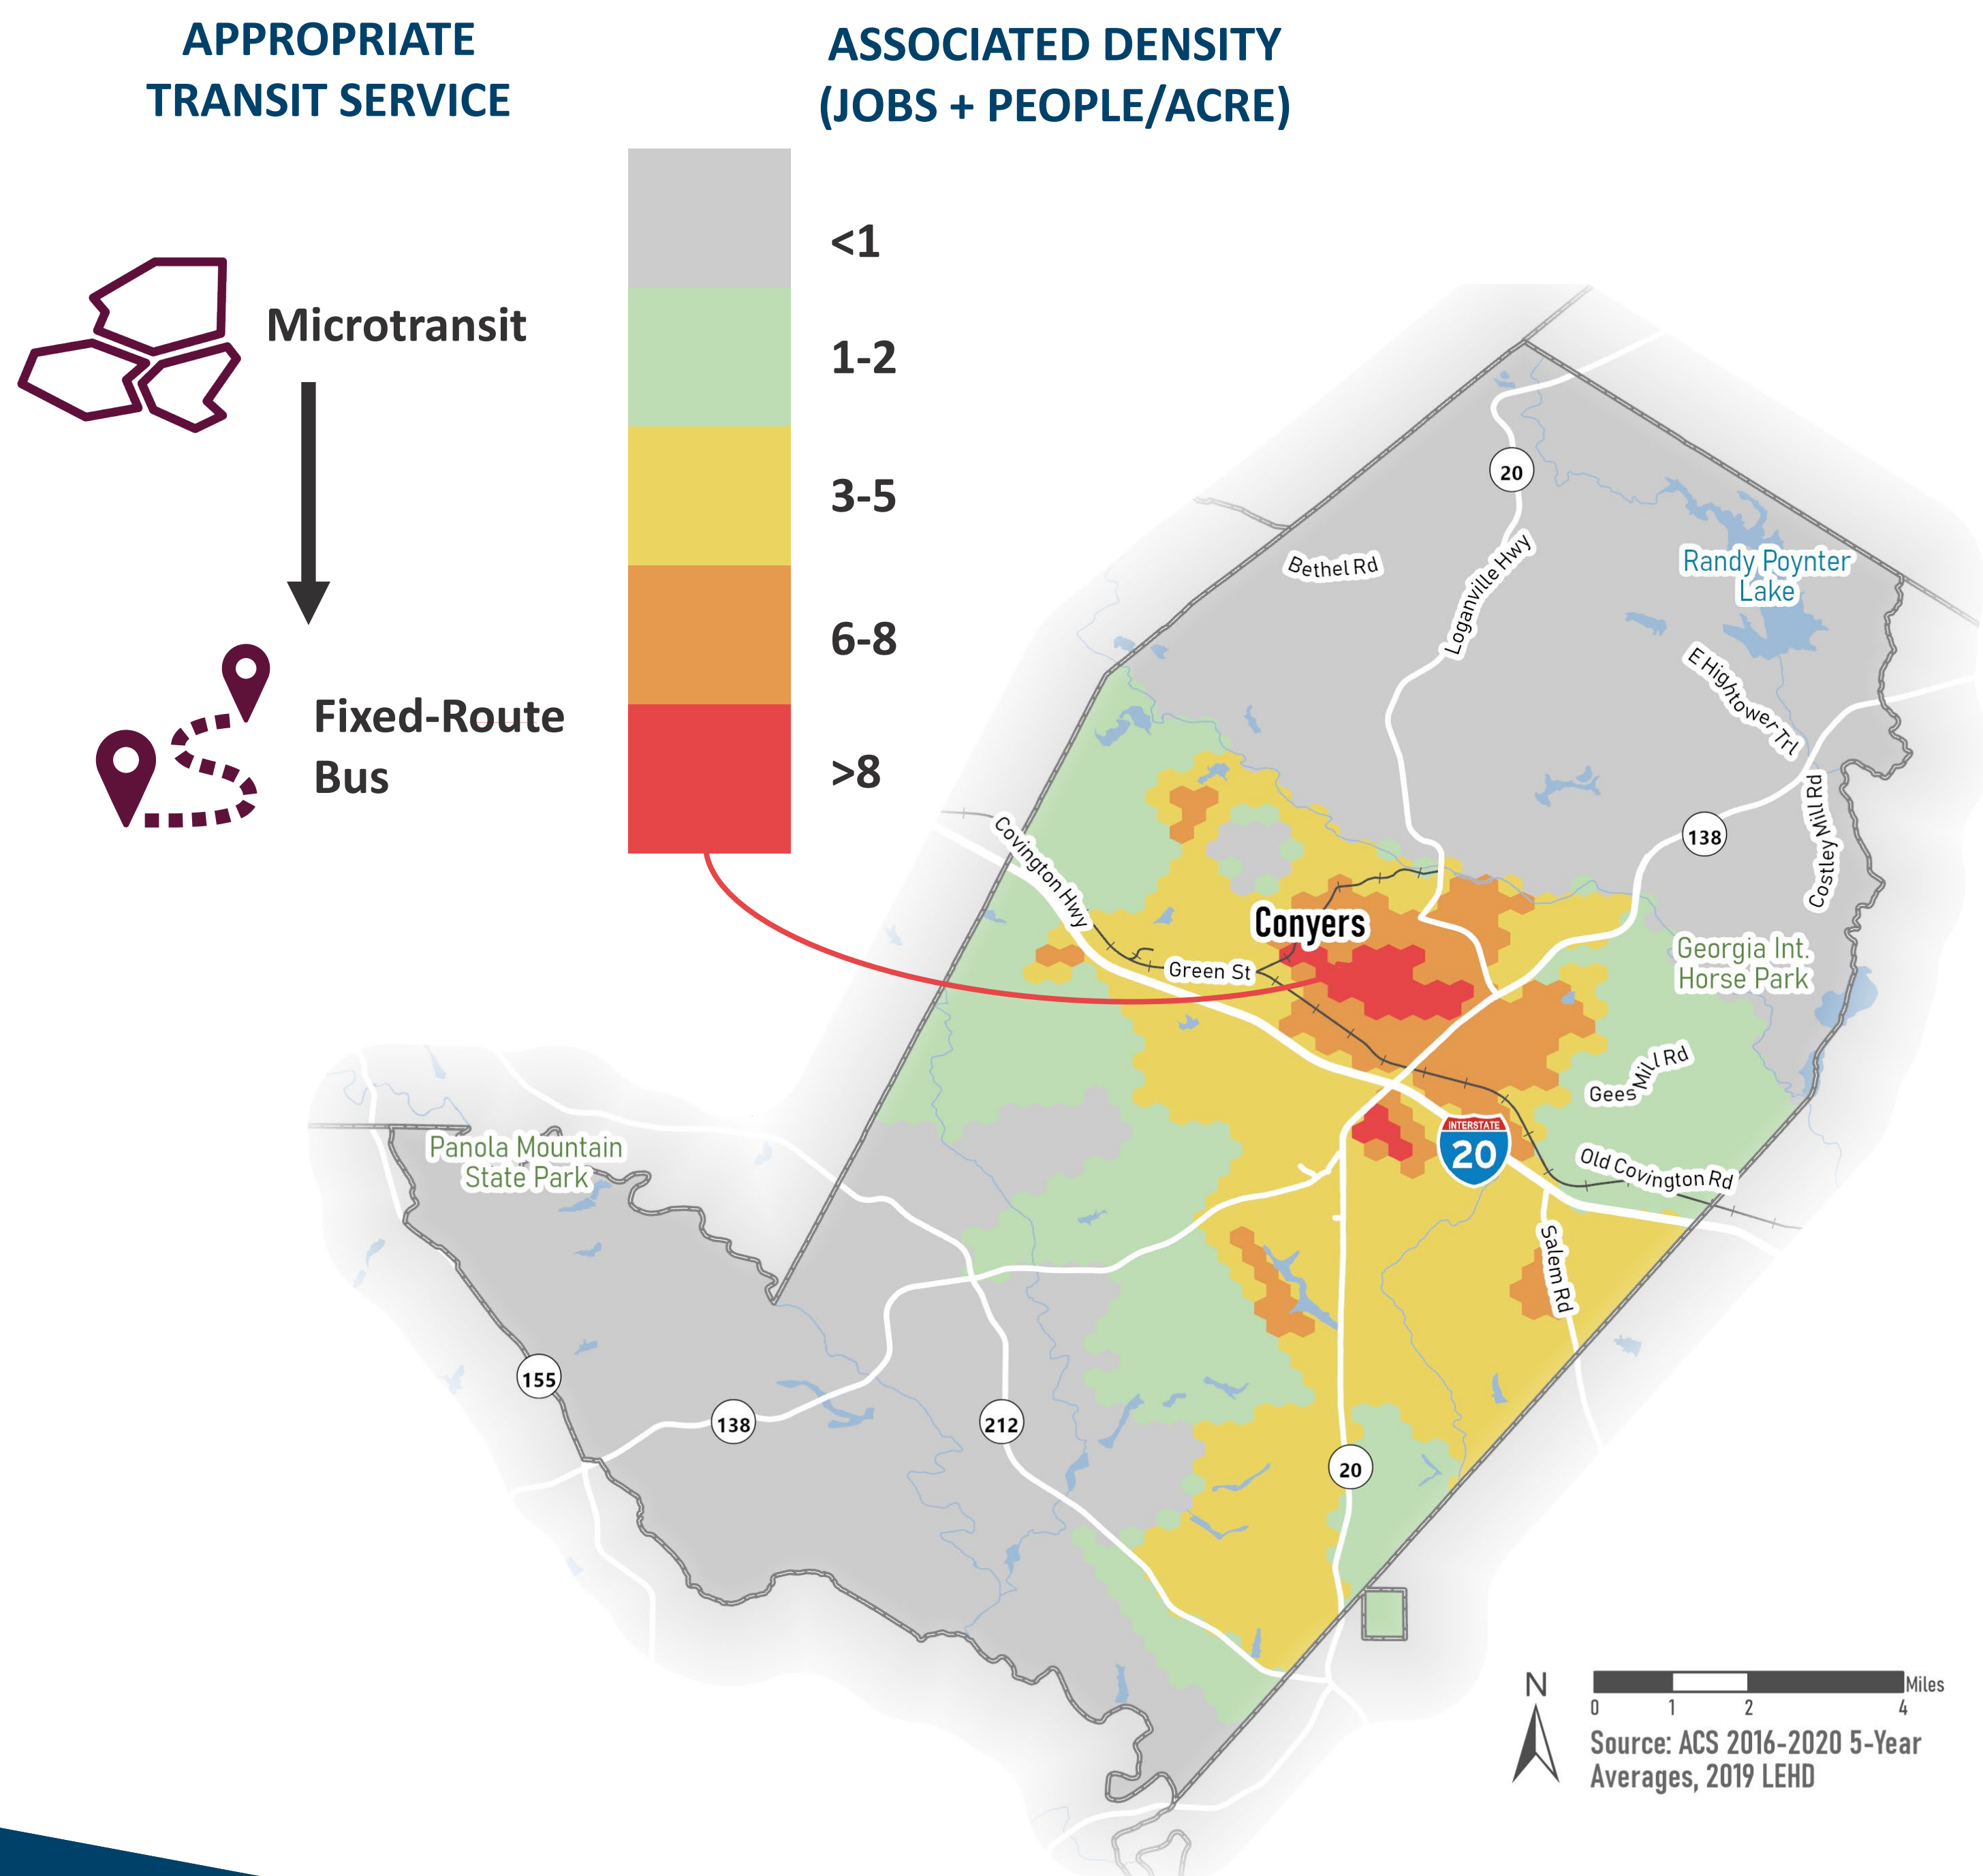 APPROPRIATE
TRANSIT SERVICE
ASSOCIATED DENSITY
(JOBS + PEOPLE/ACRE)
<1
Microtransit
1-2
3-5
6-8
Fixed-Route
Bus
>8
20
Bethel Rd
Loganville Hwy
Randy Poynter
Lake
E Hightower Trl
138
Costley Mill Rd
Covington Hwy
Conyers
Green St
Georgia Int.
Horse Park
Gees Mill Rd
INTERSTATE
20
Old Covington Rd
Panola Mountain
State Park
Salem Rd
155
138
212
20
N
Miles
0 1 2 4
Source: ACS 2016-2020 5-Year
Averages, 2019 LEHD